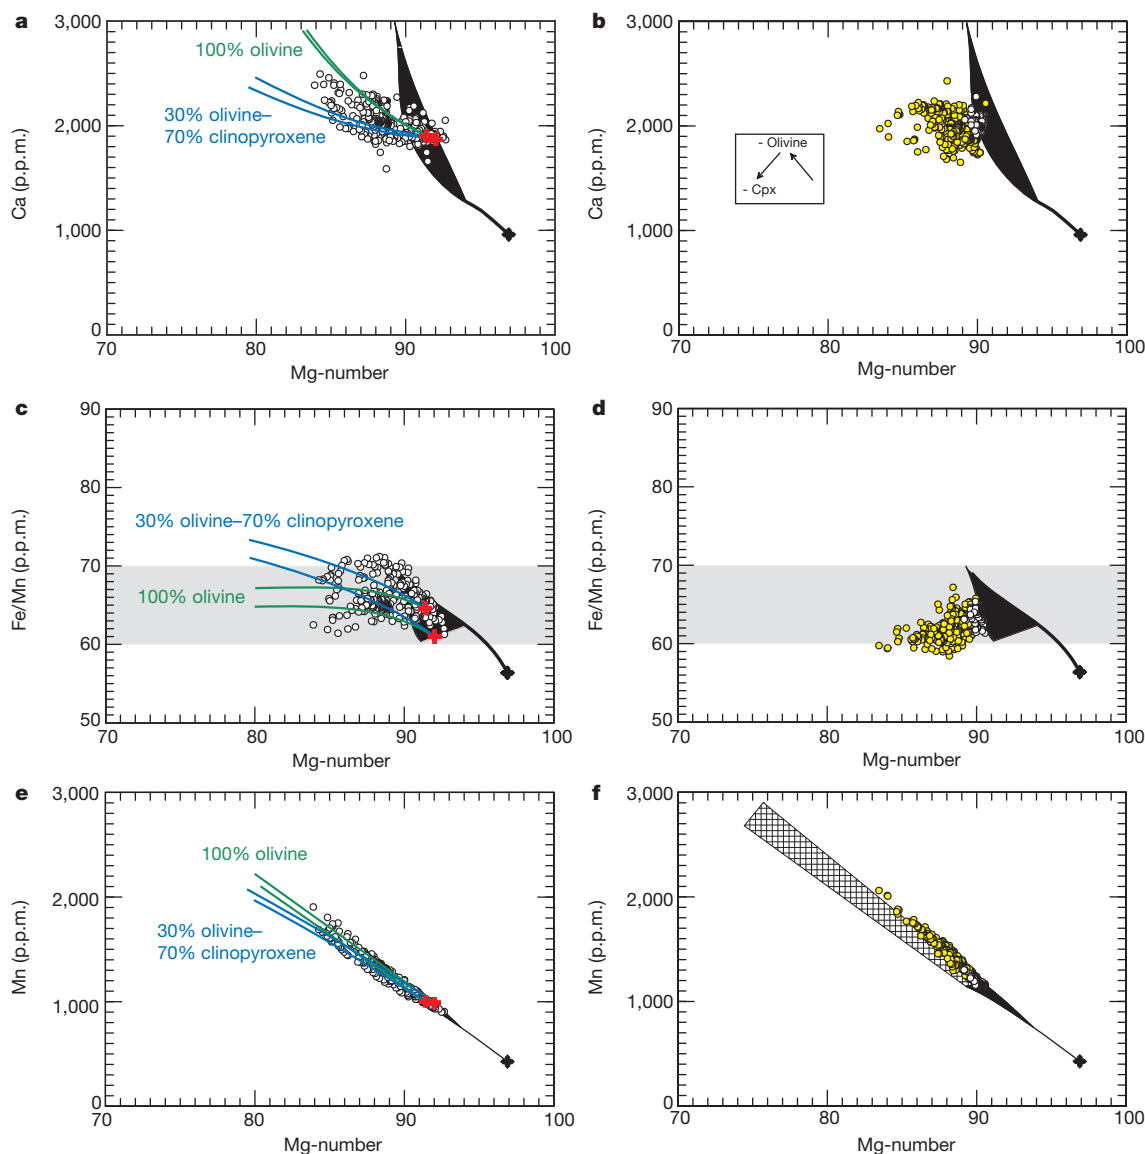 a
3,000
2,000
1,000
0
Ca (p.p.m.)
100% olivine
30% olivine–
70% clinopyroxene
70
80
90
100
Mg-number
b
3,000
2,000
1,000
0
Ca (p.p.m.)
- Olivine
- Cpx
70
80
90
100
Mg-number
c
90
80
70
60
50
Fe/Mn (p.p.m.)
30% olivine–70% clinopyroxene
100% olivine
70
80
90
100
Mg-number
d
90
80
70
60
50
Fe/Mn (p.p.m.)
70
80
90
100
Mg-number
e
3,000
2,000
1,000
0
Mn (p.p.m.)
100% olivine
30% olivine–
70% clinopyroxene
70
80
90
100
Mg-number
f
3,000
2,000
1,000
0
Mn (p.p.m.)
70
80
90
100
Mg-number